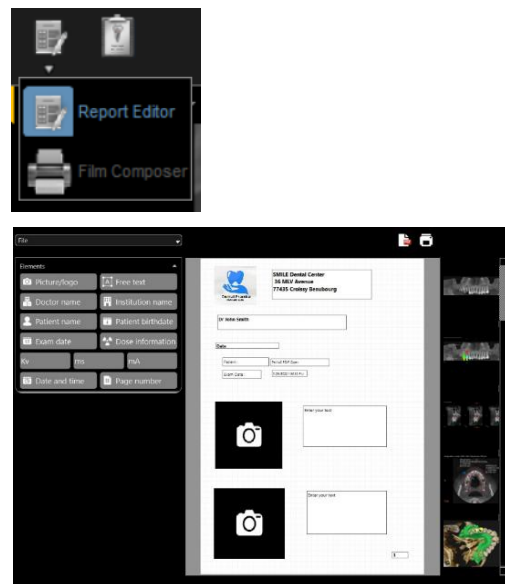 Report Editor
Film Composer
File
Elements
Picture/logo
Free text
Doctor name
Institution name
Patient name
Patient birthdate
Exam date
Dose information
Kv
ms
mA
Date and time
Page number
SMILE Dental Center
36 MLV Avenue
77435 Croissy Beaubourg
Dr John Smith
Date
Patient
Exam Date
Enter your text
Enter your text